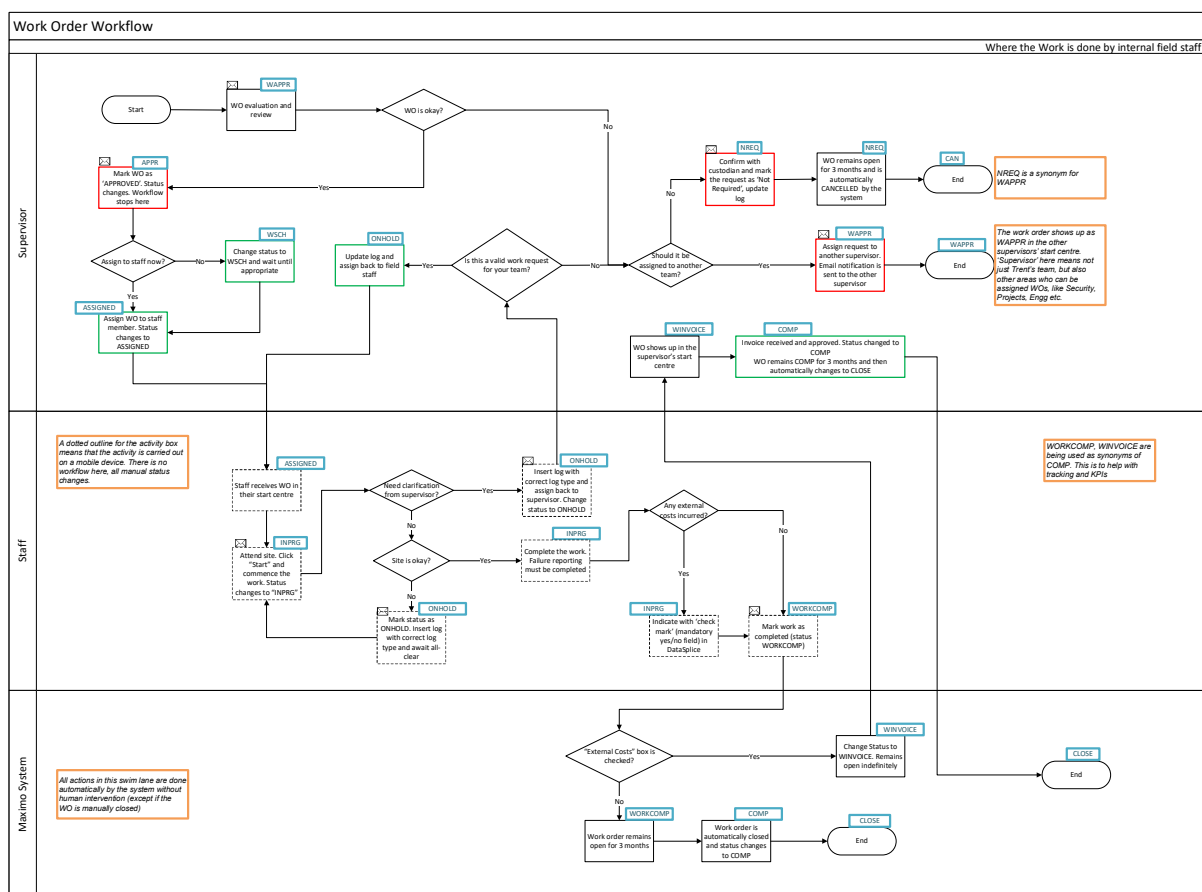 Work Order Workflow
Where the Work is done by internal field staff
Supervisor
Start
WAPPR
WO evaluation and
review
WO is okay?
No
Yes
APPR
Mark WO as
'APPROVED'. Status
changes. Workflow
stops here
Assign to staff now?
No
Yes
WSCH
Change status to
WSCH and wait until
appropriate
ASSIGNED
Assign WO to staff
member. Status
changes to
ASSIGNED
ONHOLD
Update log and
assign back to field
staff
Yes
Is this a valid work request
for your team?
No
Should it be
assigned to another
team?
No
Yes
NREQ
Confirm with
custodian and mark
the request as 'Not
Required', update
log
NREQ
WO remains open
for 3 months and is
automatically
CANCELLED by the
system
CAN
End
NREQ is a synonym for
WAPPR
WAPPR
Assign request to
another supervisor.
Email notification is
sent to the other
supervisor
WAPPR
End
The work order shows up as
WAPPR in the other
supervisors' start centre.
'Supervisor' here means not
just Trent's team, but also
other areas who can be
assigned WOs, like Security,
Projects, Engg etc.
WINVOICE
WO shows up in the
supervisor's start
centre
COMP
Invoice received and approved. Status changed to
COMP
WO remains COMP for 3 months and then
automatically changes to CLOSE
Staff
A dotted outline for the activity box
means that the activity is carried out
on a mobile device. There is no
workflow here, all manual status
changes.
ASSIGNED
Staff receives WO in
their start centre
INPRG
Attend site. Click
"Start" and
commence the
work. Status
changes to "INPRG"
Need clarification
from supervisor?
Yes
No
ONHOLD
Insert log with
correct log type and
assign back to
supervisor. Change
status to ONHOLD
Site is okay?
Yes
No
ONHOLD
Mark status as
ONHOLD. Insert log
with correct log
type and await all-
clear
INPRG
Complete the work.
Failure reporting
must be completed
Any external
costs incurred?
No
Yes
INPRG
Indicate with 'check
mark' (mandatory
yes/no field) in
DataSplice
WORKCOMP
Mark work as
completed (status
WORKCOMP)
WORKCOMP, WINVOICE are
being used as synonyms of
COMP. This is to help with
tracking and KPIs
Maximo System
All actions in this swim lane are done
automatically by the system without
human intervention (except if the
WO is manually closed)
"External Costs" box is
checked?
Yes
No
WINVOICE
Change Status to
WINVOICE. Remains
open indefinitely
CLOSE
End
WORKCOMP
Work order remains
open for 3 months
COMP
Work order is
automatically closed
and status changes
to COMP
CLOSE
End